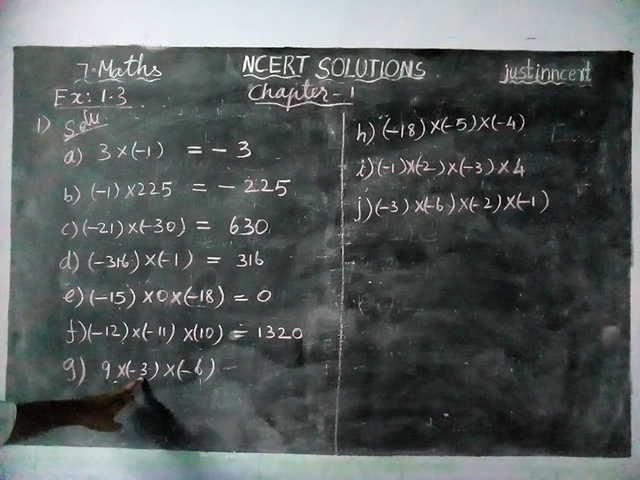 7. Maths NCERT SOLUTIONS justinncert
Ex: 1.3 Chapter - 1
1) Solu
a) 3 × (-1) = - 3
b) (-1) × 225 = - 225
c) (-21) × (-30) = 630
d) (-316) × (-1) = 316
e) (-15) × 0 × (-18) = 0
f) (-12) × (-11) × (10) = 1320
g) 9 × (-3) × (-6)
h) (-18) × (-5) × (-4)
i) (-1) × (-2) × (-3) × 4
j) (-3) × (-6) × (-2) × (-1)